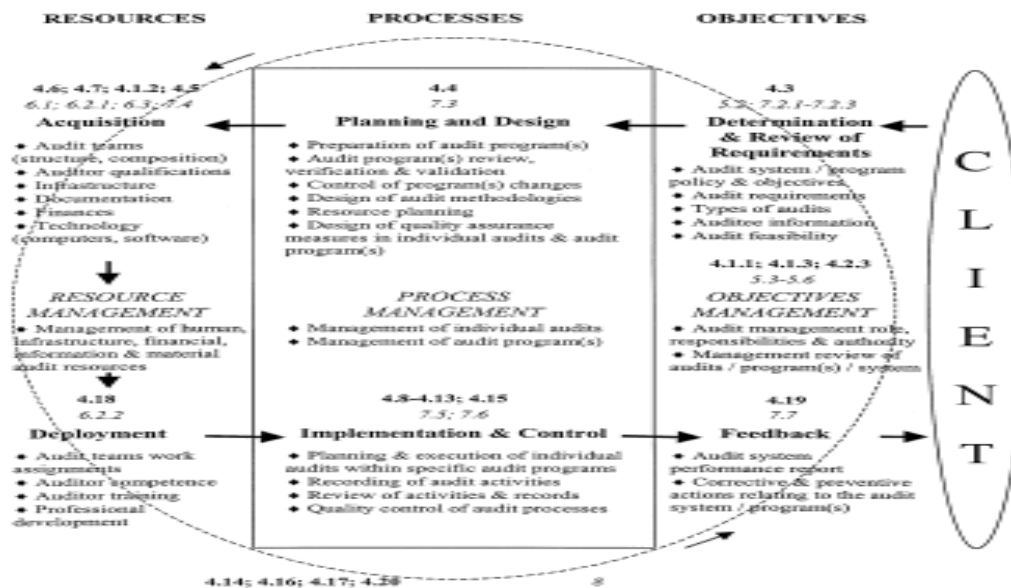 RESOURCES PROCESSES OBJECTIVES
4.6; 4.7; 4.1.2; 4.5
6.1; 6.2.1; 6.3; 7.4
Acquisition
◆ Audit teams
(structure, composition)
◆ Auditor qualifications
◆ Infrastructure
◆ Documentation
◆ Finances
◆ Technology
(computers, software)
RESOURCE
MANAGEMENT
◆ Management of human,
infrastructure, financial,
information & material
audit resources
4.18
6.2.2
Deployment
◆ Audit teams work
assignments
◆ Auditor competence
◆ Auditor training
◆ Professional
development
4.4
7.3
Planning and Design
◆ Preparation of audit program(s)
◆ Audit program(s) review,
verification & validation
◆ Control of program(s) changes
◆ Design of audit methodologies
◆ Resource planning
◆ Design of quality assurance
measures in individual audits & audit
program(s)
PROCESS
MANAGEMENT
◆ Management of individual audits
◆ Management of audit program(s)
4.8-4.13; 4.15
7.5; 7.6
Implementation & Control
◆ Planning & execution of individual
audits within specific audit programs
◆ Recording of audit activities
◆ Review of activities & records
◆ Quality control of audit processes
4.3
5.2; 7.2.1-7.2.3
Determination
& Review of
Requirements
◆ Audit system / program
policy & objectives
◆ Audit requirements
◆ Types of audits
◆ Auditee information
◆ Audit feasibility
4.1.1; 4.1.3; 4.2.3
5.3-5.6
OBJECTIVES
MANAGEMENT
◆ Audit management role,
responsibilities & authority
◆ Management review of
audits / program(s) / system
4.19
7.7
Feedback
◆ Audit system
performance report
◆ Corrective & preventive
actions relating to the audit
system / program(s)
CLIENT
4.14; 4.16; 4.17; 4.20 8